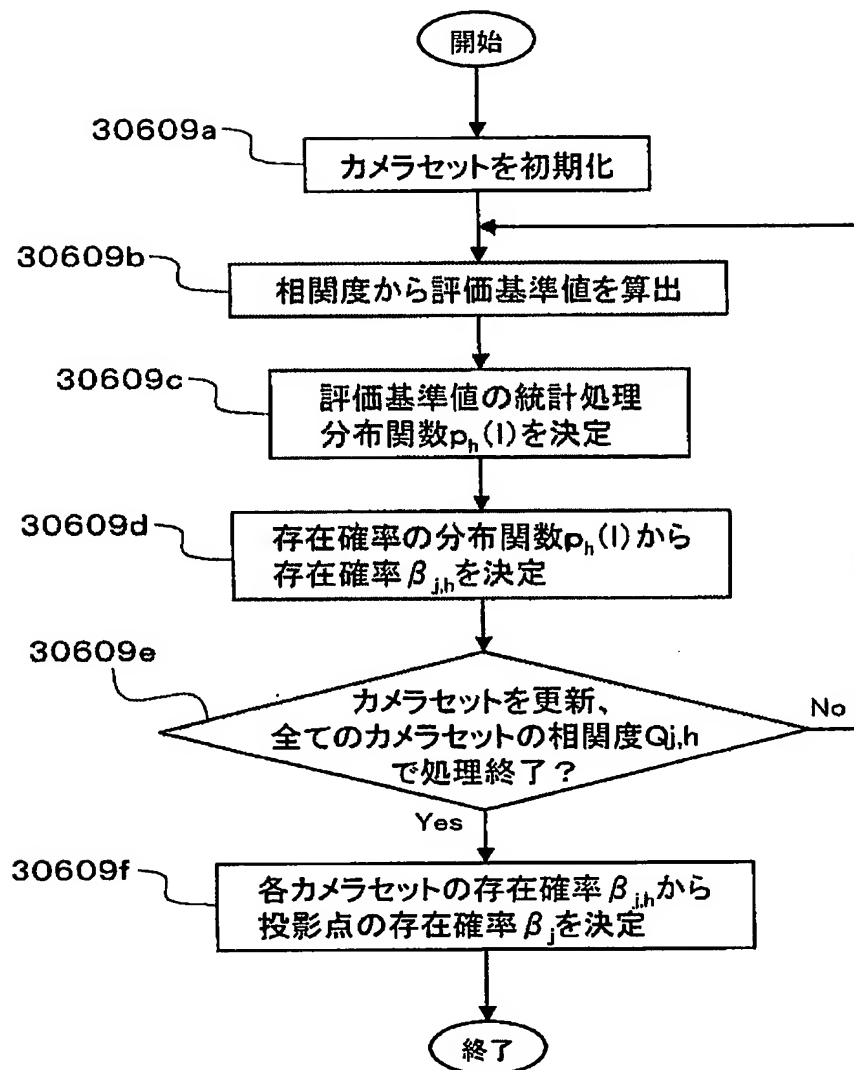 開始
30609a
カメラセットを初期化
30609b
相関度から評価基準値を算出
30609c
評価基準値の統計処理
分布関数pₕ(l)を決定
30609d
存在確率の分布関数pₕ(l)から
存在確率βj,hを決定
30609e
カメラセットを更新、
全てのカメラセットの相関度Qj,h
で処理終了？
No
Yes
30609f
各カメラセットの存在確率βj,hから
投影点の存在確率βjを決定
終了